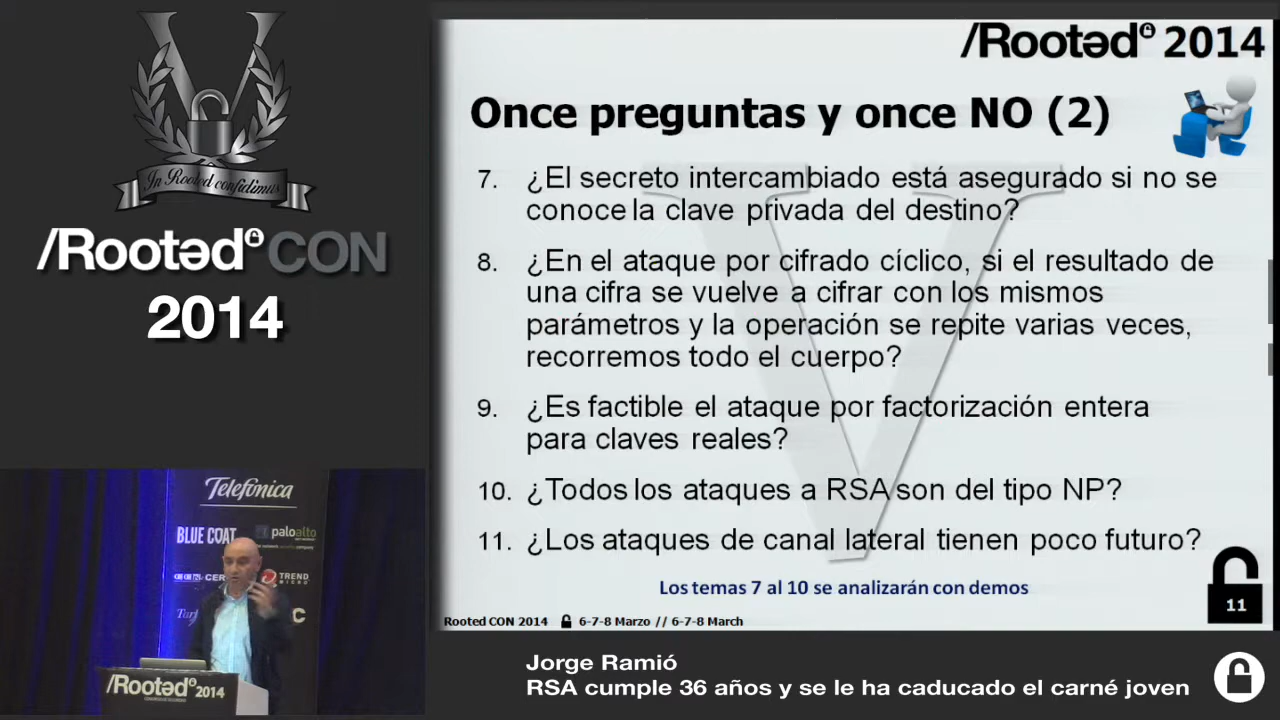 In Rooted confidimus
/Rootəd CON
2014
/Rootəd 2014
Once preguntas y once NO (2)
7. ¿El secreto intercambiado está asegurado si no se
conoce la clave privada del destino?
8. ¿En el ataque por cifrado cíclico, si el resultado de
una cifra se vuelve a cifrar con los mismos
parámetros y la operación se repite varias veces,
recorremos todo el cuerpo?
9. ¿Es factible el ataque por factorización entera
para claves reales?
10. ¿Todos los ataques a RSA son del tipo NP?
11. ¿Los ataques de canal lateral tienen poco futuro?
Los temas 7 al 10 se analizarán con demos
11
Rooted CON 2014 6-7-8 Marzo // 6-7-8 March
Telefónica
BLUE COAT
paloalto
TREND
MICRO
/Rootəd 2014
Jorge Ramió
RSA cumple 36 años y se le ha caducado el carné joven